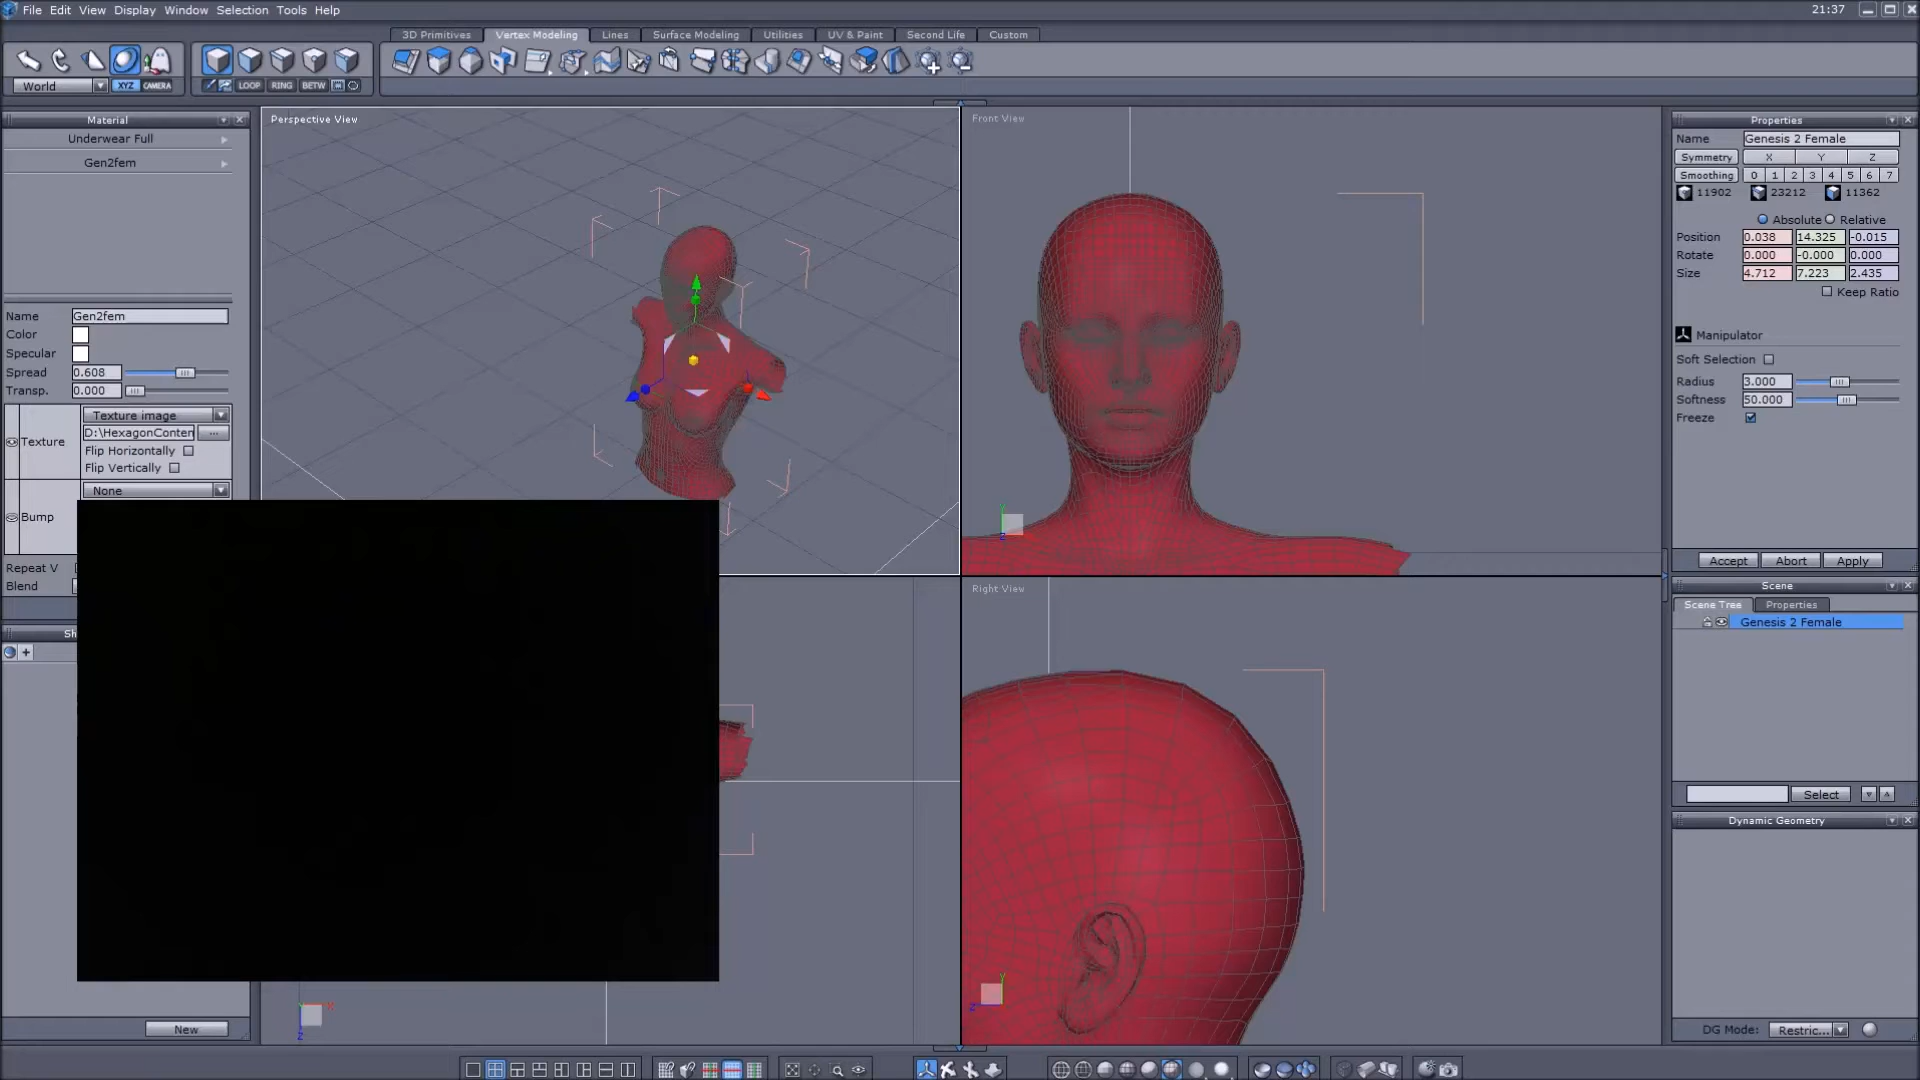 File Edit View Display Window Selection Tools Help
21:37
3D Primitives Vertex Modeling Lines Surface Modeling Utilities UV & Paint Second Life Custom
World XYZ CAMERA LOOP RING BETW
Material
Underwear Full
Gen2fem
Name Gen2fem
Color
Specular
Spread 0.608
Transp. 0.000
Texture
Texture image
D:\HexagonConten ...
Flip Horizontally
Flip Vertically
Bump
None
Repeat V
Blend
Sh
+
New
Perspective View
Front View
Right View
Y
Z
X
Z
Y
Z
Properties
Name Genesis 2 Female
Symmetry X Y Z
Smoothing 0 1 2 3 4 5 6 7
11902 23212 11362
Absolute Relative
Position 0.038 14.325 -0.015
Rotate 0.000 -0.000 0.000
Size 4.712 7.223 2.435
Keep Ratio
Manipulator
Soft Selection
Radius 3.000
Softness 50.000
Freeze
Accept Abort Apply
Scene
Scene Tree Properties
Genesis 2 Female
Select
Dynamic Geometry
DG Mode: Restric...